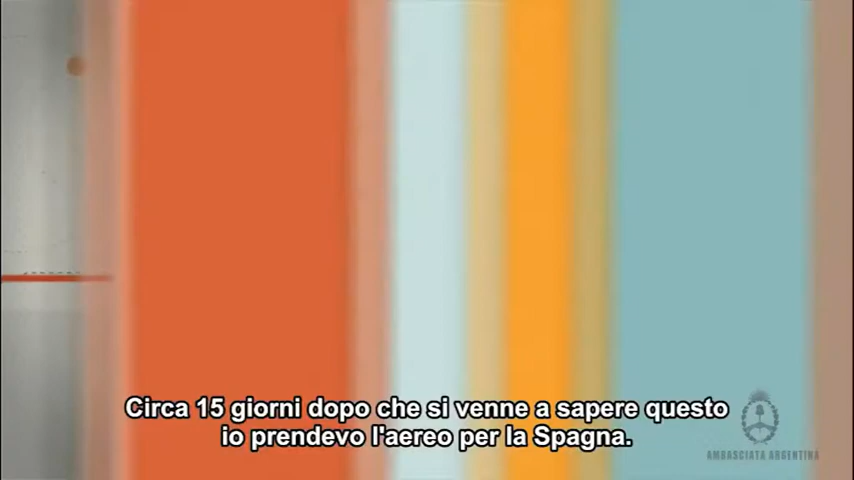 Circa 15 giorni dopo che si venne a sapere questo
io prendevo l'aereo per la Spagna.
AMBASCIATA ARGENTINA